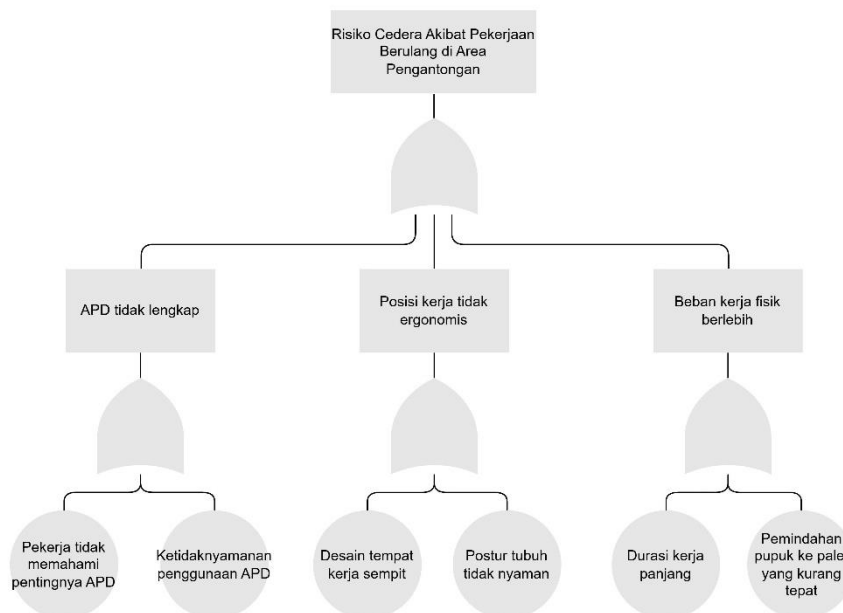 Risiko Cedera Akibat Pekerjaan
Berulang di Area
Pengantongan
APD tidak lengkap
Posisi kerja tidak
ergonomis
Beban kerja fisik
berlebih
Pekerja tidak
memahami
pentingnya APD
Ketidaknyamanan
penggunaan APD
Desain tempat
kerja sempit
Postur tubuh
tidak nyaman
Durasi kerja
panjang
Pemindahan
pupuk ke pale
yang kurang
tepat